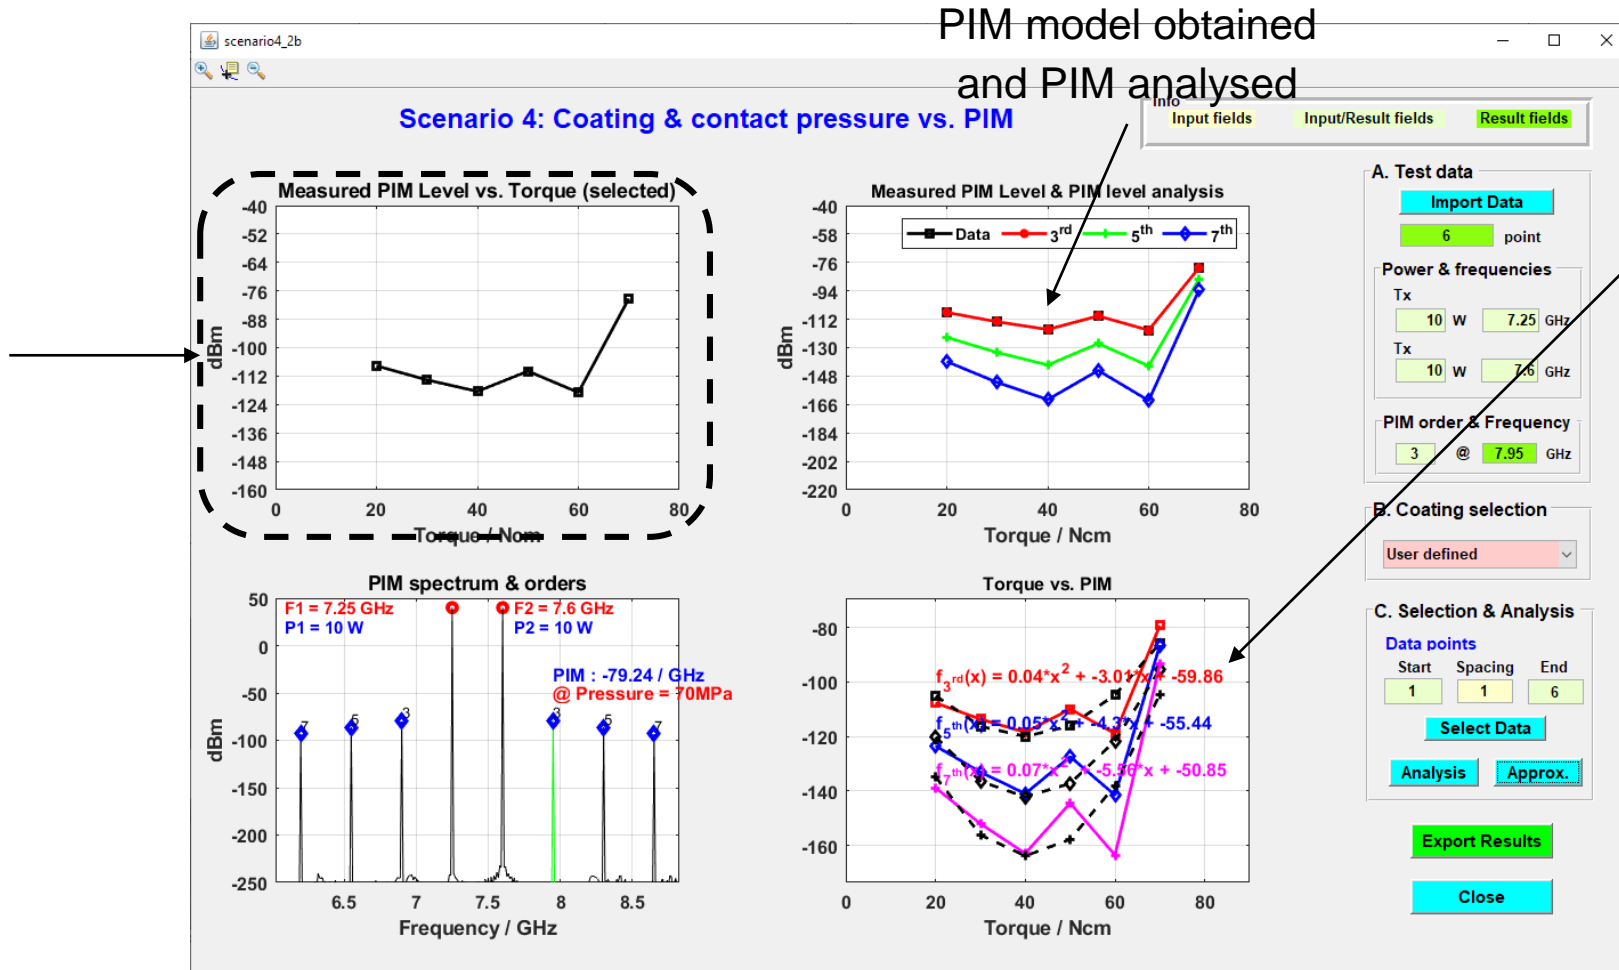 PIM model obtained
and PIM analysed
scenario4_2b
Scenario 4: Coating & contact pressure vs. PIM
Info
Input fields
Input/Result fields
Result fields
Measured PIM Level vs. Torque (selected)
-40
-52
-64
-76
-88
-100
-112
-124
-136
-148
-160
dBm
0
20
40
60
80
Torque / Ncm
Measured PIM Level & PIM level analysis
Data
3rd
5th
7th
-40
-58
-76
-94
-112
-130
-148
-166
-184
-202
-220
dBm
0
20
40
60
80
Torque / Ncm
A. Test data
Import Data
6 point
Power & frequencies
Tx
10 W 7.25 GHz
Tx
10 W 7.6 GHz
PIM order & Frequency
3 @ 7.95 GHz
B. Coating selection
User defined
C. Selection & Analysis
Data points
Start Spacing End
1 1 6
Select Data
Analysis Approx.
Export Results
Close
PIM spectrum & orders
F1 = 7.25 GHz
P1 = 10 W
F2 = 7.6 GHz
P2 = 10 W
PIM : -79.24 / GHz
@ Pressure = 70MPa
7
5
3
3
5
7
50
0
-50
-100
-150
-200
-250
dBm
6.5
7
7.5
8
8.5
Frequency / GHz
Torque vs. PIM
f3rd(x) = 0.04*x2 + -3.01*x + -59.86
f5th(x) = 0.05*x2 + -4.3*x + -55.44
f7th(x) = 0.07*x2 + -5.56*x + -50.85
-80
-100
-120
-140
-160
0
20
40
60
80
Torque / Ncm